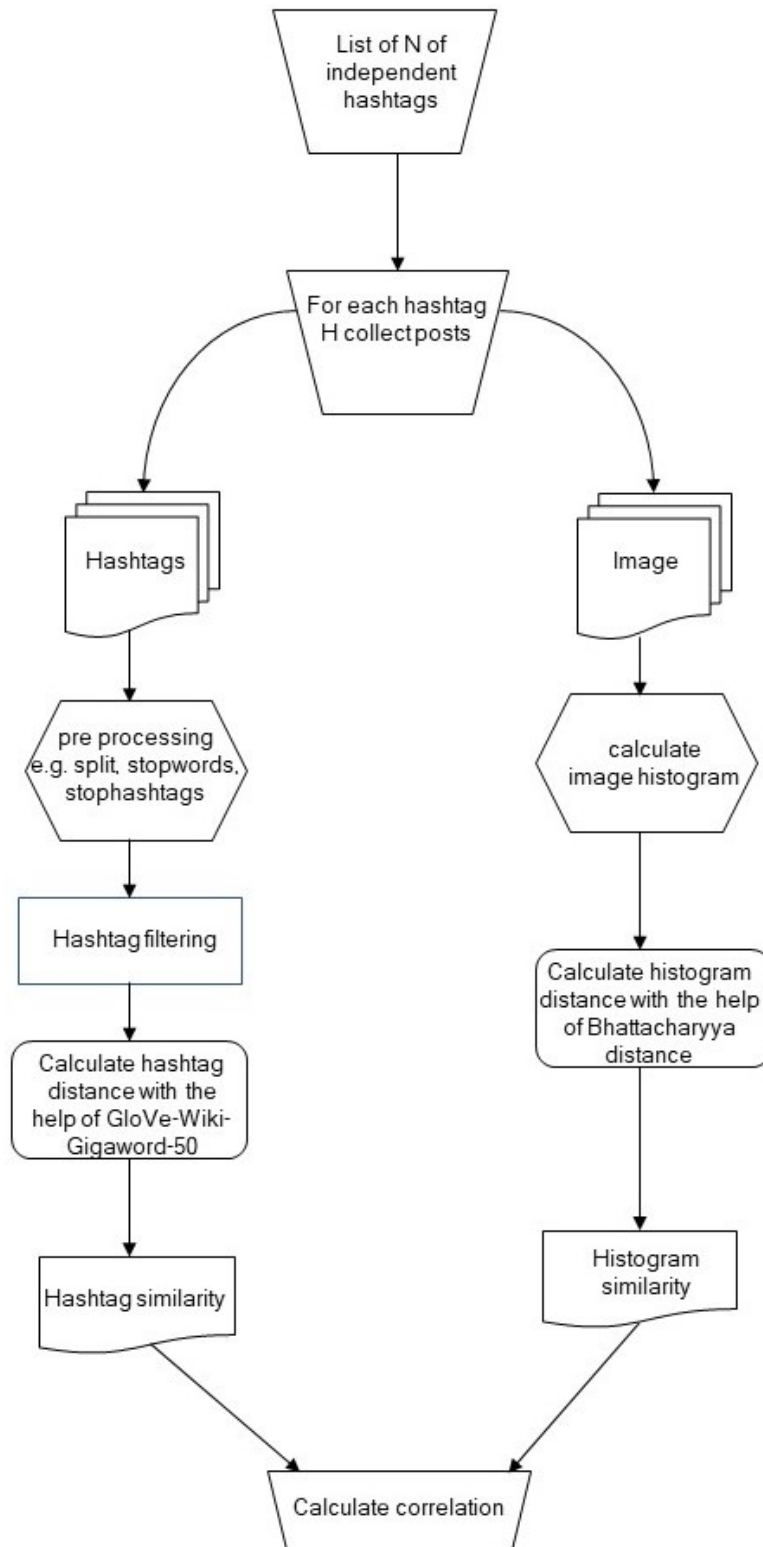 List of N of
independent
hashtags
For each hashtag
H collect posts
Hashtags
Image
pre processing
e.g. split, stopwords,
stophashtags
calculate
image histogram
Hashtag filtering
Calculate histogram
distance with the help
of Bhattacharyya
distance
Calculate hashtag
distance with the
help of GloVe-Wiki-
Gigaword-50
Hashtag similarity
Histogram
similarity
Calculate correlation